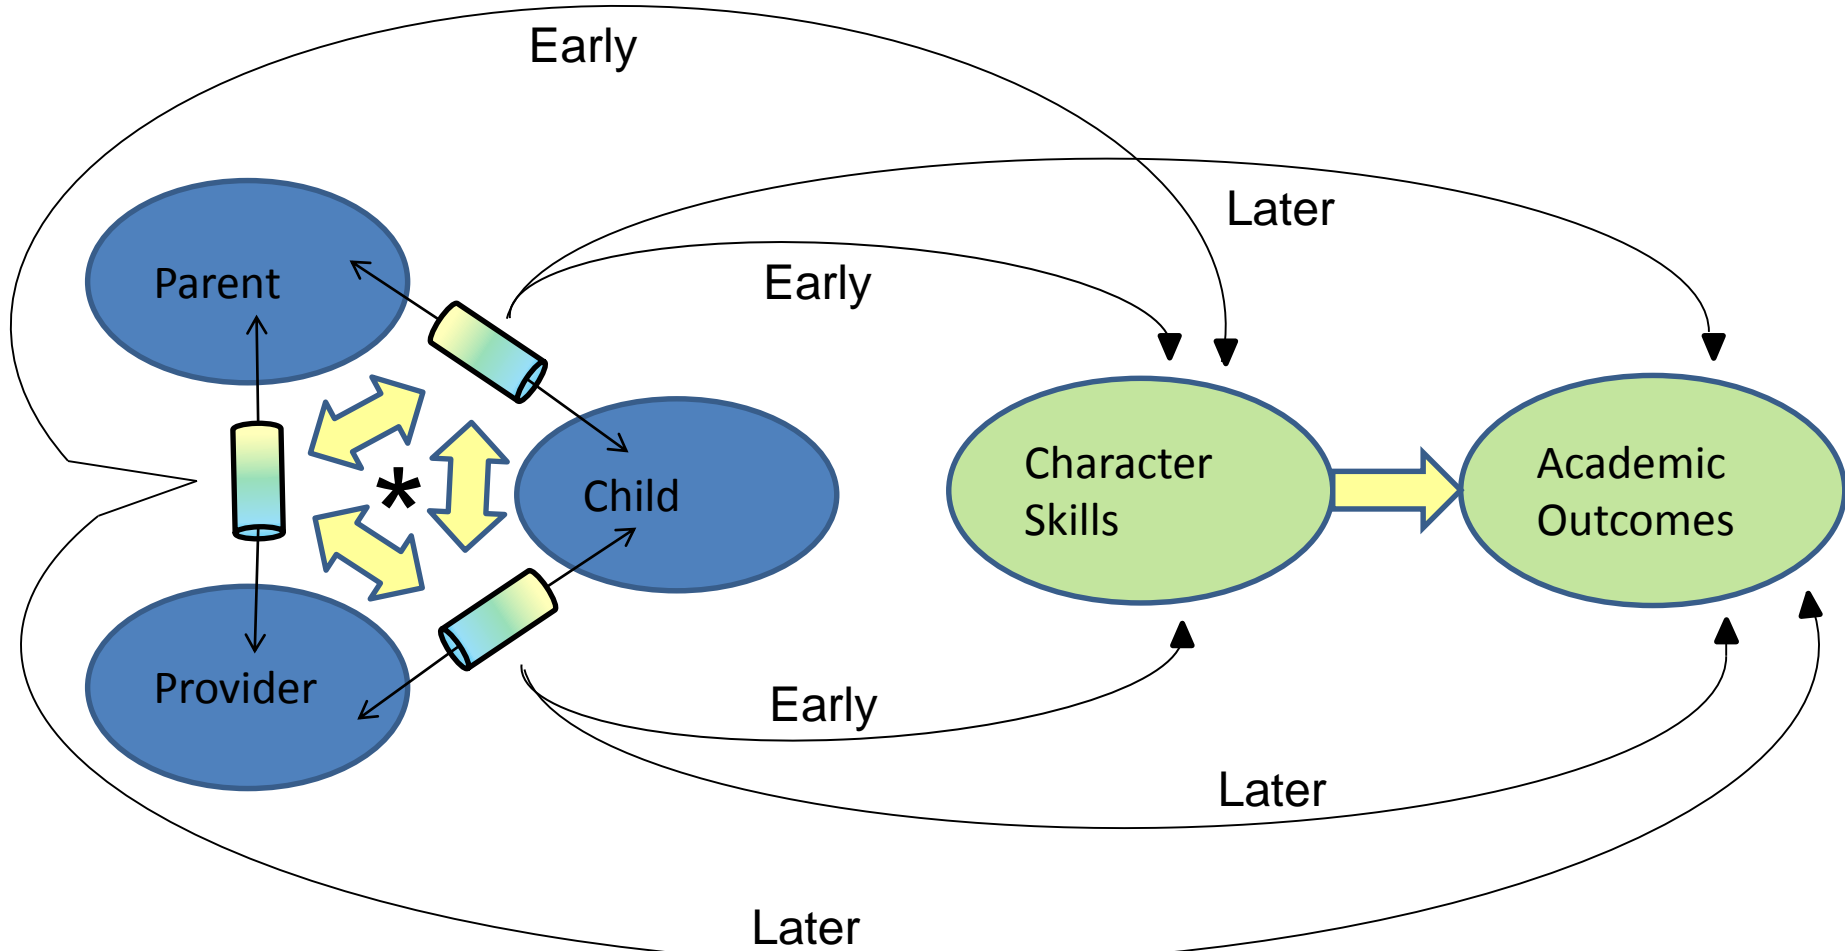 Early
Later
Parent
Early
Character
Skills
Academic
Outcomes
*
Child
Provider
Early
Later
Later